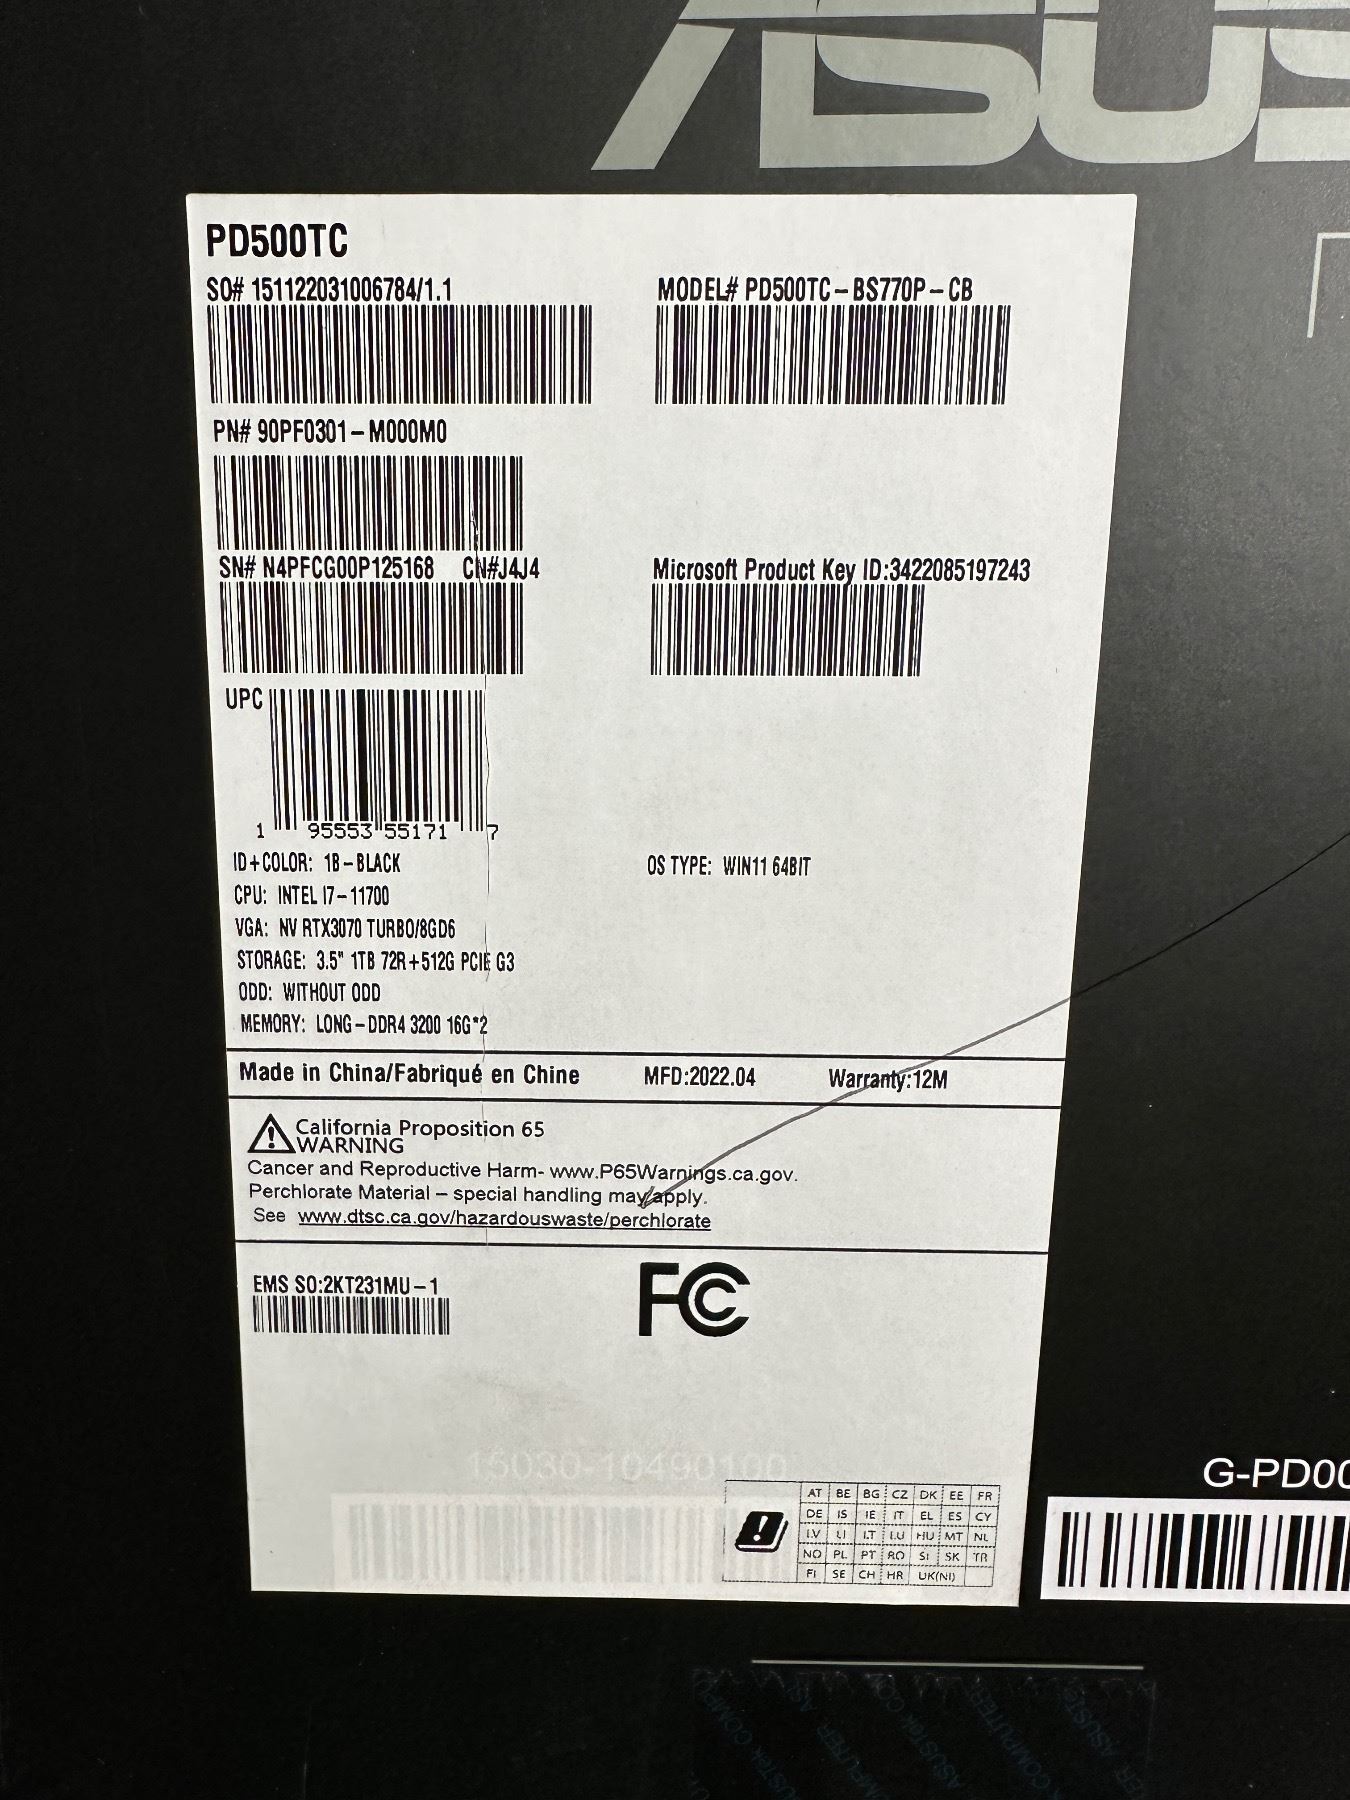 ASUS
PD500TC
SO# 151122031006784/1.1
MODEL# PD500TC-BS770P-CB
PN# 90PF0301-M000M0
SN# N4PFCG00P125168 CN#J4J4
Microsoft Product Key ID:3422085197243
UPC
1 95553 55171 7
ID+COLOR: 1B-BLACK
OS TYPE: WIN11 64BIT
CPU: INTEL I7-11700
VGA: NV RTX3070 TURBO/8GD6
STORAGE: 3.5" 1TB 72R+512G PCIE G3
ODD: WITHOUT ODD
MEMORY: LONG-DDR4 3200 16G*2
Made in China/Fabriqué en Chine MFD:2022.04 Warranty:12M
California Proposition 65
WARNING
Cancer and Reproductive Harm- www.P65Warnings.ca.gov.
Perchlorate Material – special handling may apply.
See www.dtsc.ca.gov/hazardouswaste/perchlorate
EMS SO:2KT231MU-1
FC
15030-10490100
G-PD00
AT BE BG CZ DK EE FR
DE IS IE IT EL ES CY
LV LI LT LU HU MT NL
NO PL PT RO SI SK TR
FI SE CH HR UK(NI)